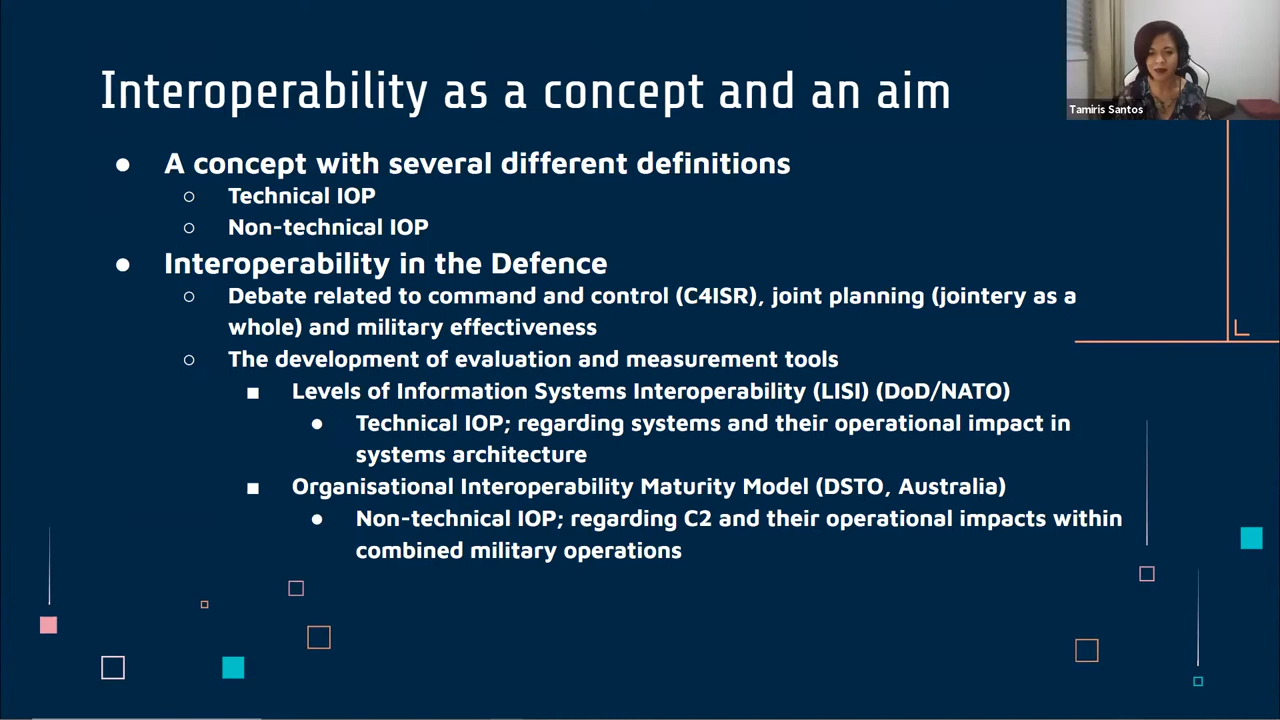 Interoperability as a concept and an aim
Tamiris Santos
● A concept with several different definitions
○ Technical IOP
○ Non-technical IOP
● Interoperability in the Defence
○ Debate related to command and control (C4ISR), joint planning (jointery as a
whole) and military effectiveness
○ The development of evaluation and measurement tools
■ Levels of Information Systems Interoperability (LISI) (DoD/NATO)
● Technical IOP; regarding systems and their operational impact in
systems architecture
■ Organisational Interoperability Maturity Model (DSTO, Australia)
● Non-technical IOP; regarding C2 and their operational impacts within
combined military operations